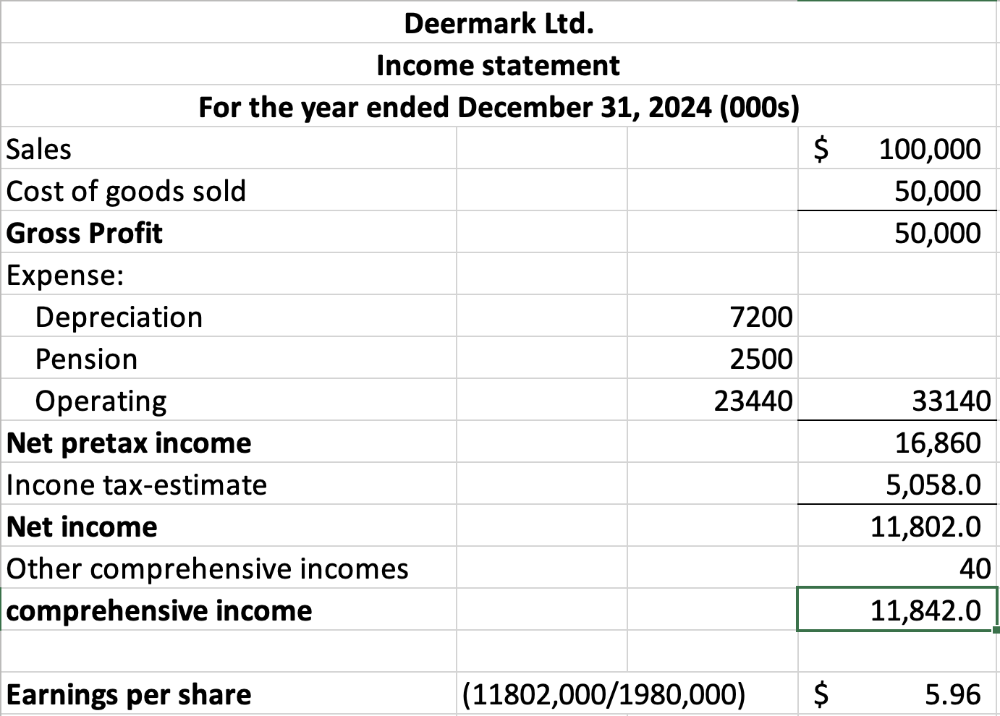 Deermark Ltd.
Income statement
For the year ended December 31, 2024 (000s)
Sales $ 100,000
Cost of goods sold 50,000
Gross Profit 50,000
Expense:
Depreciation 7200
Pension 2500
Operating 23440 33140
Net pretax income 16,860
Incone tax-estimate 5,058.0
Net income 11,802.0
Other comprehensive incomes 40
comprehensive income 11,842.0
Earnings per share (11802,000/1980,000) $ 5.96